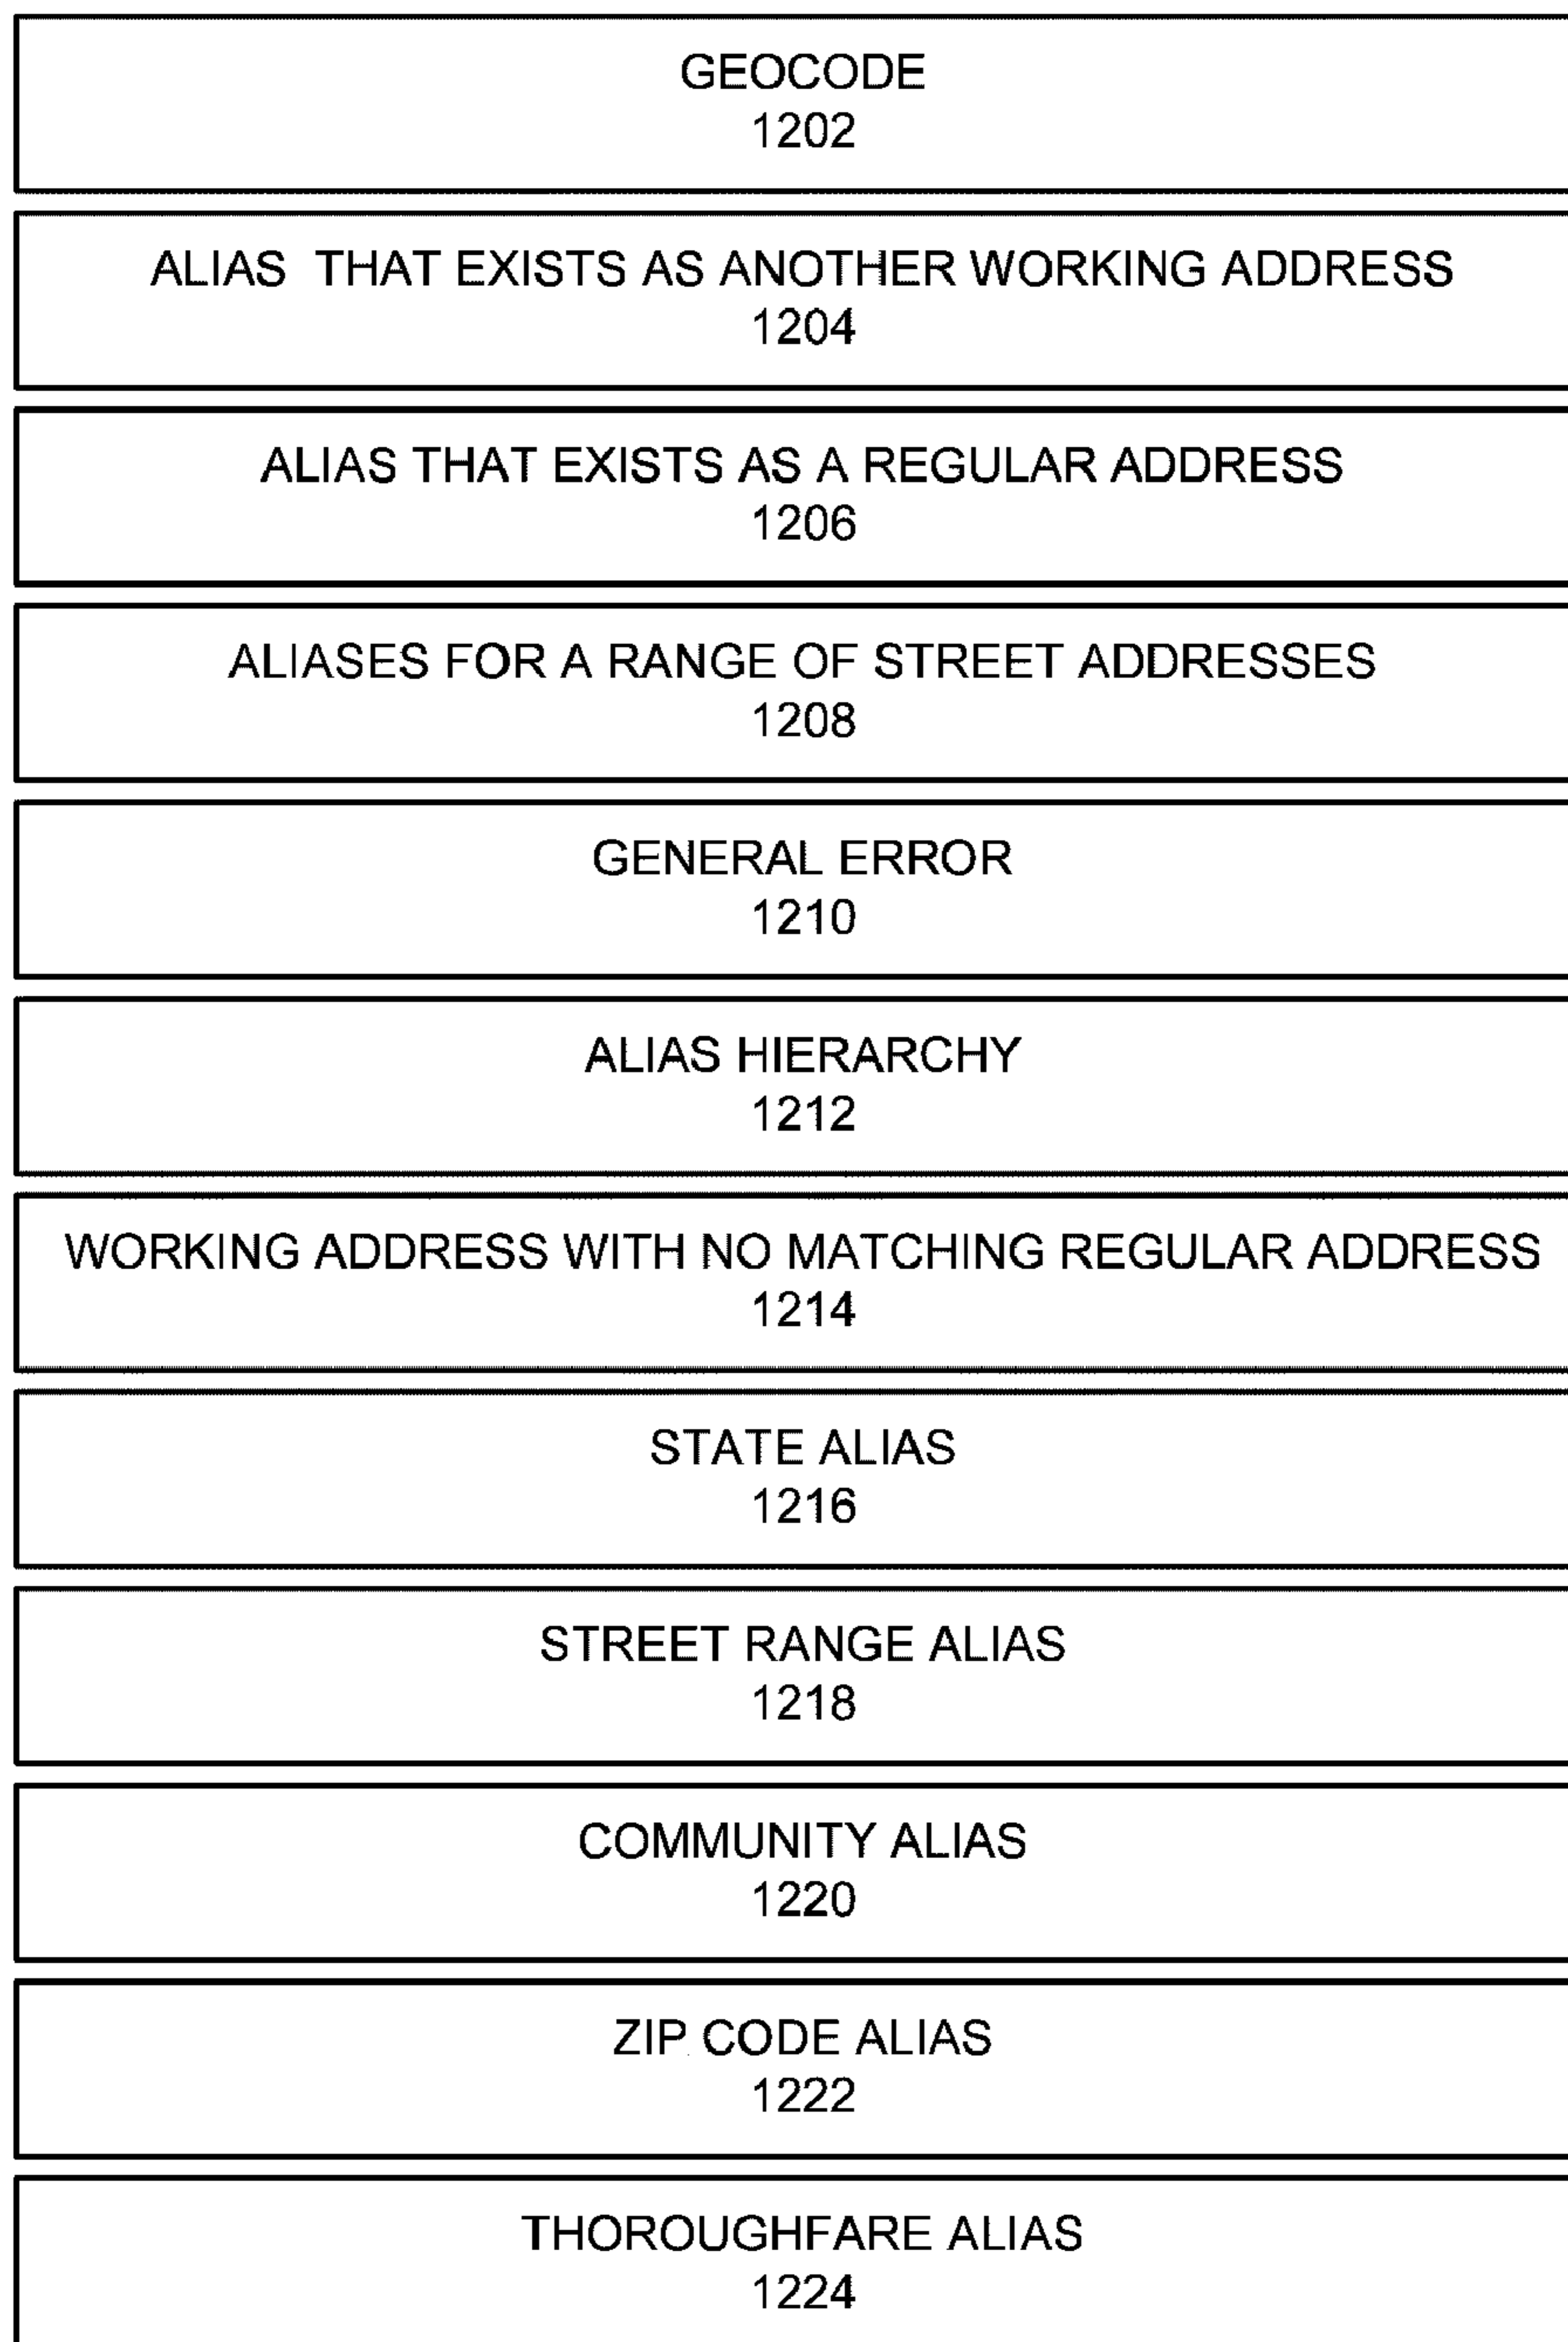 GEOCODE
1202
ALIAS THAT EXISTS AS ANOTHER WORKING ADDRESS
1204
ALIAS THAT EXISTS AS A REGULAR ADDRESS
1206
ALIASES FOR A RANGE OF STREET ADDRESSES
1208
GENERAL ERROR
1210
ALIAS HIERARCHY
1212
WORKING ADDRESS WITH NO MATCHING REGULAR ADDRESS
1214
STATE ALIAS
1216
STREET RANGE ALIAS
1218
COMMUNITY ALIAS
1220
ZIP CODE ALIAS
1222
THOROUGHFARE ALIAS
1224